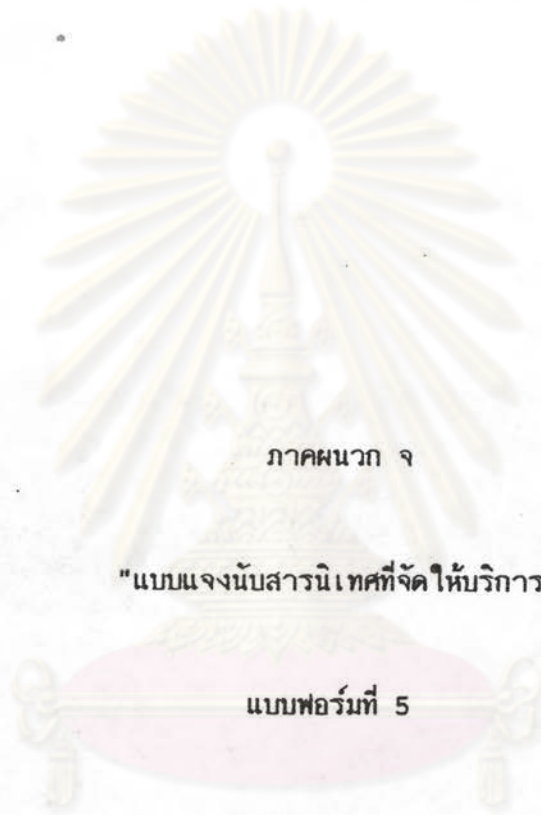 ภาคผนวก จ
"แบบแจงนับสารนิเทศที่จัดให้บริการ
แบบฟอร์มที่ 5